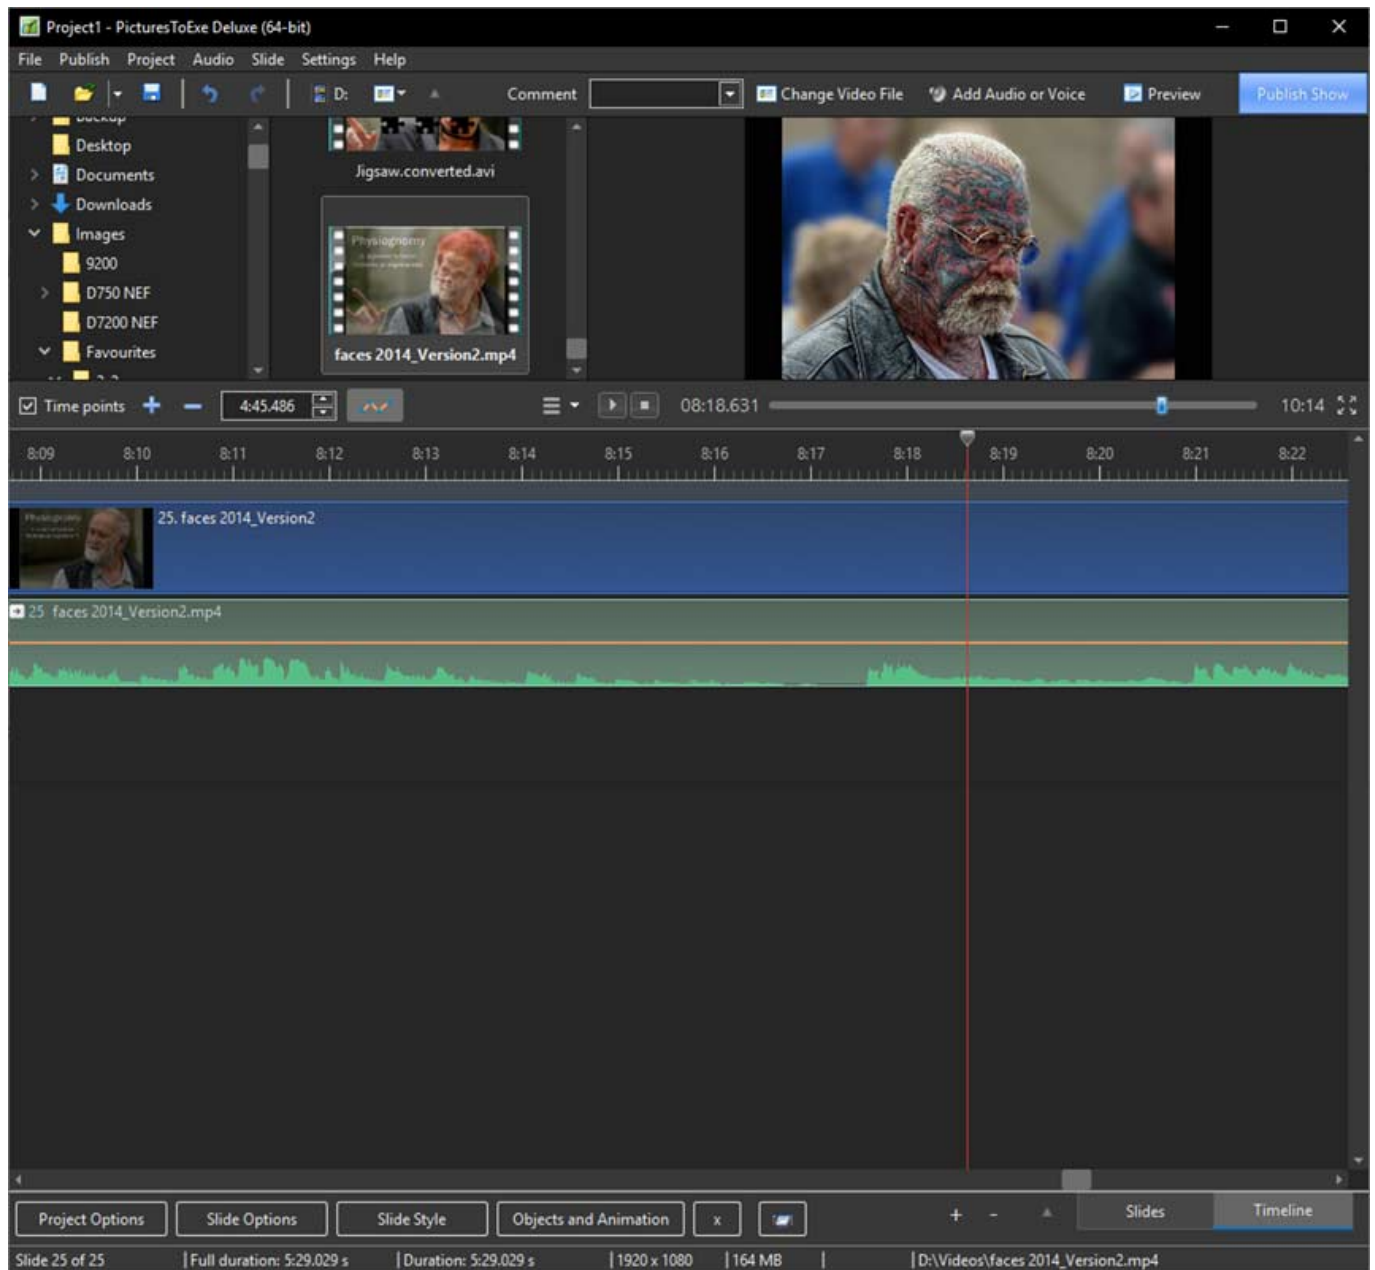 Project1 - PicturesToExe Deluxe (64-bit)
File Publish Project Audio Slide Settings Help
D: Comment Change Video File Add Audio or Voice Preview Publish Show
Backup
Desktop
Documents
Downloads
Images
9200
D750 NEF
D7200 NEF
Favourites
Jigsaw.converted.avi
Physiognomy
faces 2014_Version2.mp4
Time points 4:45.486 08:18.631 10:14
8:09 8:10 8:11 8:12 8:13 8:14 8:15 8:16 8:17 8:18 8:19 8:20 8:21 8:22
Physiognomy
25. faces 2014_Version2
25 faces 2014_Version2.mp4
Project Options Slide Options Slide Style Objects and Animation x + - Slides Timeline
Slide 25 of 25 Full duration: 5:29.029 s Duration: 5:29.029 s 1920 x 1080 164 MB D:\Videos\faces 2014_Version2.mp4